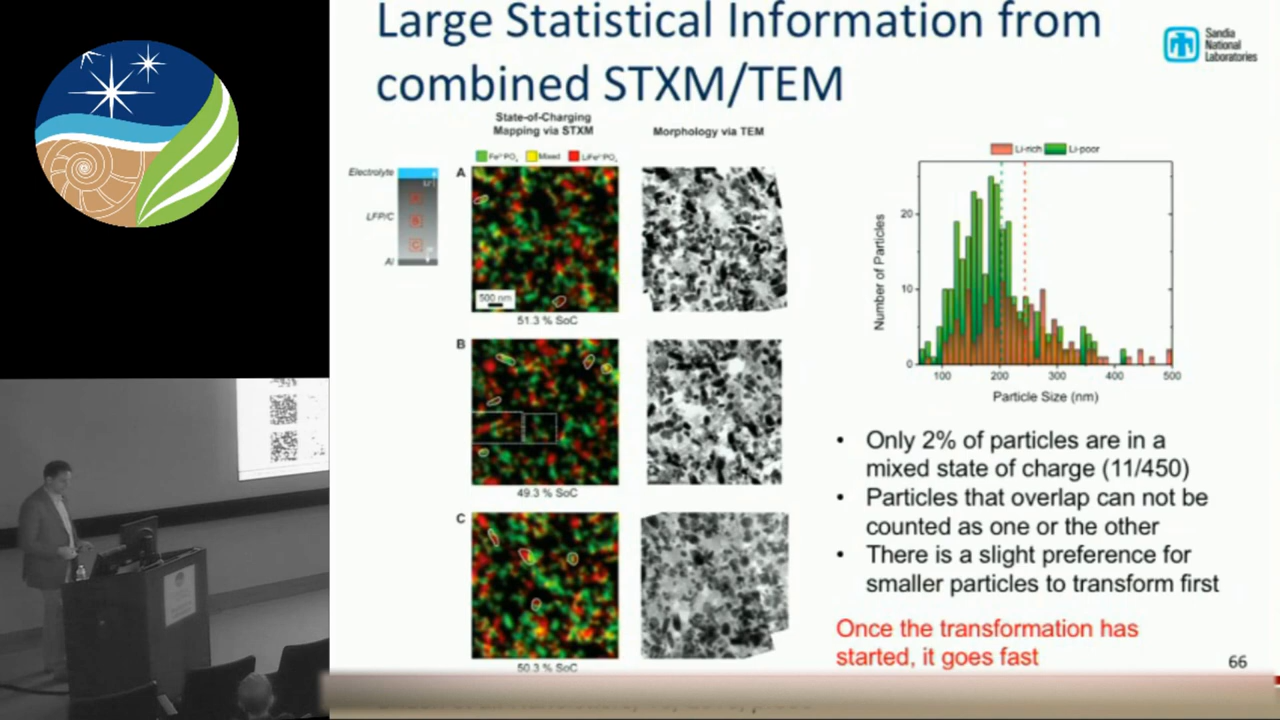 Large Statistical Information from
combined STXM/TEM
Sandia
National
Laboratories
State-of-Charging
Mapping via STXM
Morphology via TEM
Mixed
Electrolyte
LFP/C
Al
A
B
C
A
500 nm
51.3 % SoC
B
49.3 % SoC
C
50.3 % SoC
Li-rich
Li-poor
Number of Particles
20
10
0
100
200
300
400
500
Particle Size (nm)
• Only 2% of particles are in a
mixed state of charge (11/450)
• Particles that overlap can not be
counted as one or the other
• There is a slight preference for
smaller particles to transform first
Once the transformation has
started, it goes fast
66